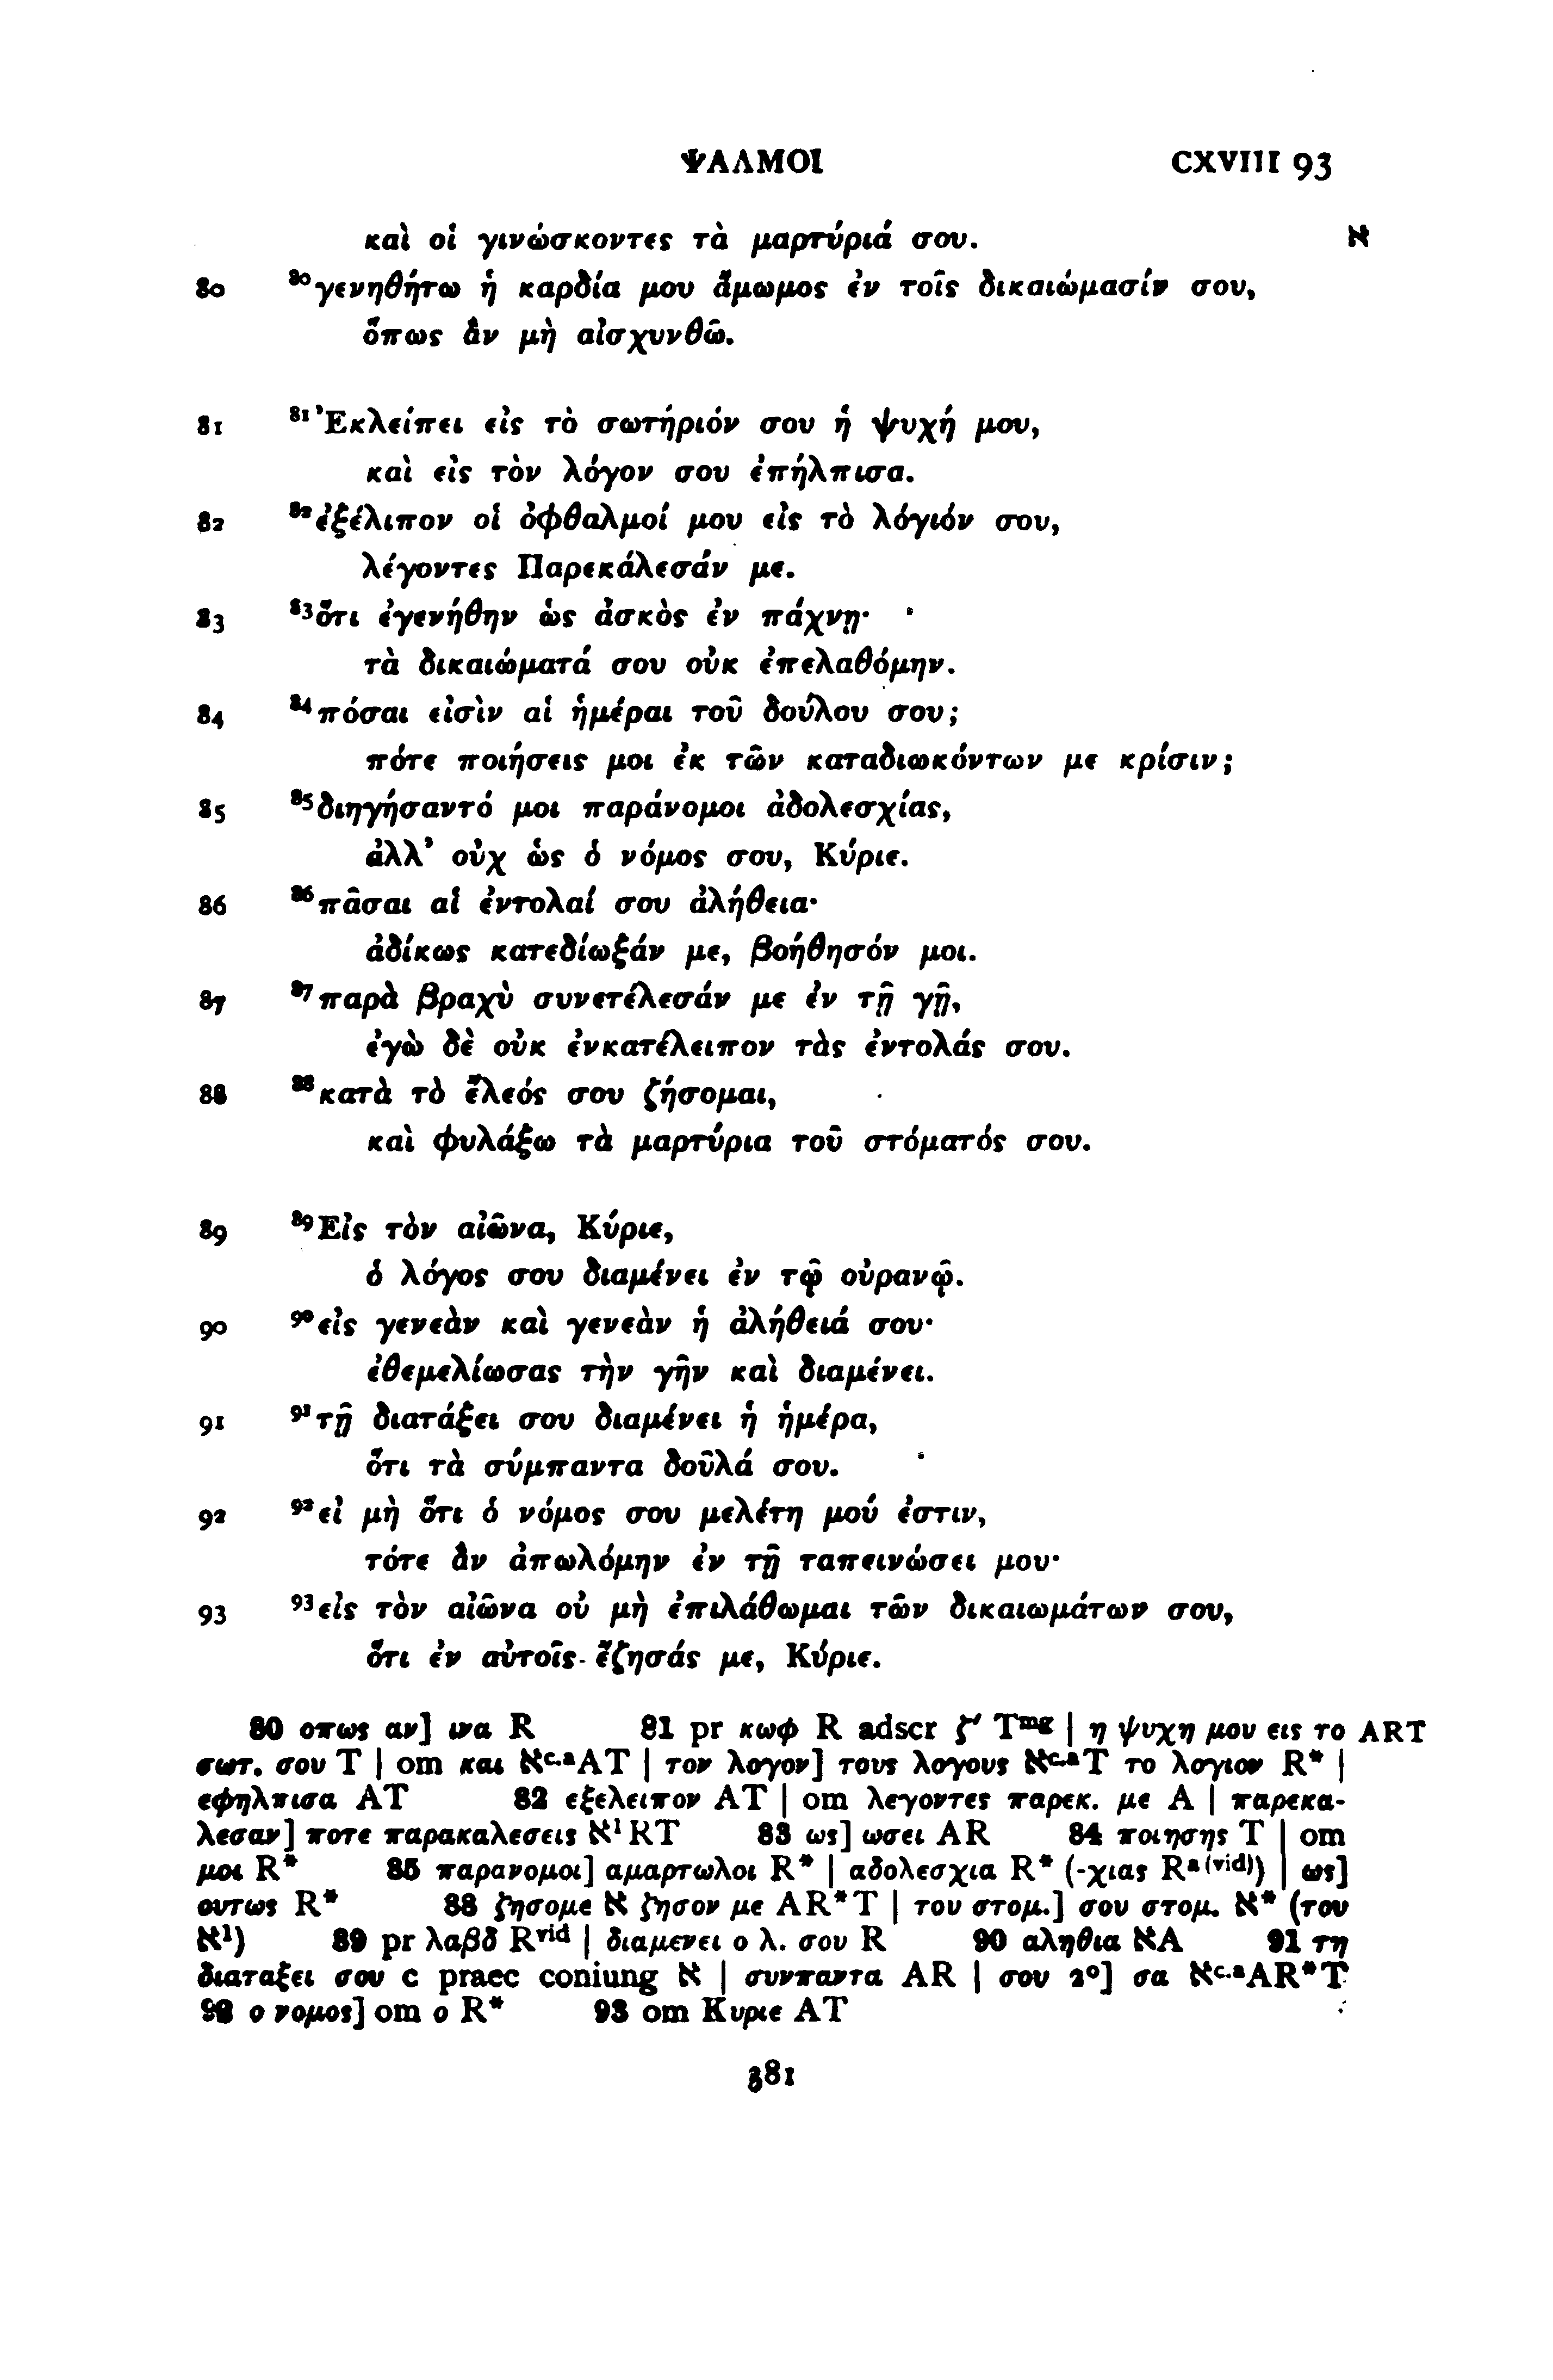 ΨΑΛΜΟΙ CXVIII 93
καὶ οἱ γινώσκοντες τὰ μαρτύριά σου. א
80 ⁸⁰γενηθήτω ἡ καρδία μου ἄμωμος ἐν τοῖς δικαιώμασίν σου,
ὅπως ἂν μὴ αἰσχυνθῶ.
81 ⁸¹Ἐκλείπει εἰς τὸ σωτήριόν σου ἡ ψυχή μου,
καὶ εἰς τὸν λόγον σου ἐπήλπισα.
82 ⁸²ἐξέλιπον οἱ ὀφθαλμοί μου εἰς τὸ λόγιόν σου,
λέγοντες Παρεκάλεσάν με.
83 ⁸³ὅτι ἐγενήθην ὡς ἀσκὸς ἐν πάχνῃ·
τὰ δικαιώματά σου οὐκ ἐπελαθόμην.
84 ⁸⁴πόσαι εἰσὶν αἱ ἡμέραι τοῦ δούλου σου;
πότε ποιήσεις μοι ἐκ τῶν καταδιωκόντων με κρίσιν;
85 ⁸⁵διηγήσαντό μοι παράνομοι ἀδολεσχίας,
ἀλλ’ οὐχ ὡς ὁ νόμος σου, Κύριε.
86 ⁸⁶πᾶσαι αἱ ἐντολαί σου ἀλήθεια·
ἀδίκως κατεδίωξάν με, βοήθησόν μοι.
87 ⁸⁷παρὰ βραχὺ συνετέλεσάν με ἐν τῇ γῇ,
ἐγὼ δὲ οὐκ ἐνκατέλειπον τὰς ἐντολάς σου.
88 ⁸⁸κατὰ τὸ ἔλεός σου ζήσομαι,
καὶ φυλάξω τὰ μαρτύρια τοῦ στόματός σου.
89 ⁸⁹Εἰς τὸν αἰῶνα, Κύριε,
ὁ λόγος σου διαμένει ἐν τῷ οὐρανῷ.
90 ⁹⁰εἰς γενεὰν καὶ γενεὰν ἡ ἀλήθειά σου·
ἐθεμελίωσας τὴν γῆν καὶ διαμένει.
91 ⁹¹τῇ διατάξει σου διαμένει ἡ ἡμέρα,
ὅτι τὰ σύμπαντα δοῦλά σου.
92 ⁹²εἰ μὴ ὅτι ὁ νόμος σου μελέτη μού ἐστιν,
τότε ἂν ἀπωλόμην ἐν τῇ ταπεινώσει μου·
93 ⁹³εἰς τὸν αἰῶνα οὐ μὴ ἐπιλάθωμαι τῶν δικαιωμάτων σου,
ὅτι ἐν αὐτοῖς ἔζησάς με, Κύριε.
80 οπως αν] ινα R 81 pr κωφ R adscr ζʹ Tᵐᵍ | η ψυχη μου εις το ART
σωτ. σου T | om και אᶜ·ᵃAT | τον λογον] τους λογους אᶜ·ᵃT το λογιον R* |
εφηλπισα AT 82 εξελειπον AT | om λεγοντες παρεκ. με A | παρεκα-
λεσαν] ποτε παρακαλεσεις א¹RT 83 ως] ωσει AR 84 ποιησης T | om
μοι R* 85 παρανομοι] αμαρτωλοι R* | αδολεσχια R* (-χιας Rᵃ⁽ᵛⁱᵈ⁾) | ως]
ουτως R* 88 ζησομε א ζησον με AR*T | του στομ.] σου στομ. א* (του
א¹) 89 pr λαβδ Rᵛⁱᵈ | διαμενει ο λ. σου R 90 αληθια אA 91 τη
διαταξει σου c praec coniung א | συνπαντα AR | σου 2°] σα אᶜ·ᵃAR*T
92 ο νομος] om ο R* 93 om Κυριε AT
381